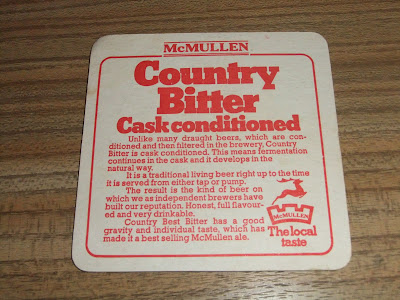 McMULLEN
Country
Bitter
Cask conditioned
Unlike many draught beers, which are con-
ditioned and then filtered in the brewery, Country
Bitter is cask conditioned. This means fermentation
continues in the cask and it develops in the
natural way.
It is a traditional living beer right up to the time
it is served from either tap or pump.
The result is the kind of beer on
which we as independent brewers have
built our reputation. Honest, full flavour-
ed and very drinkable.
Country Best Bitter has a good
gravity and individual taste, which has
made it a best selling McMullen ale.
McMULLEN
The local
taste